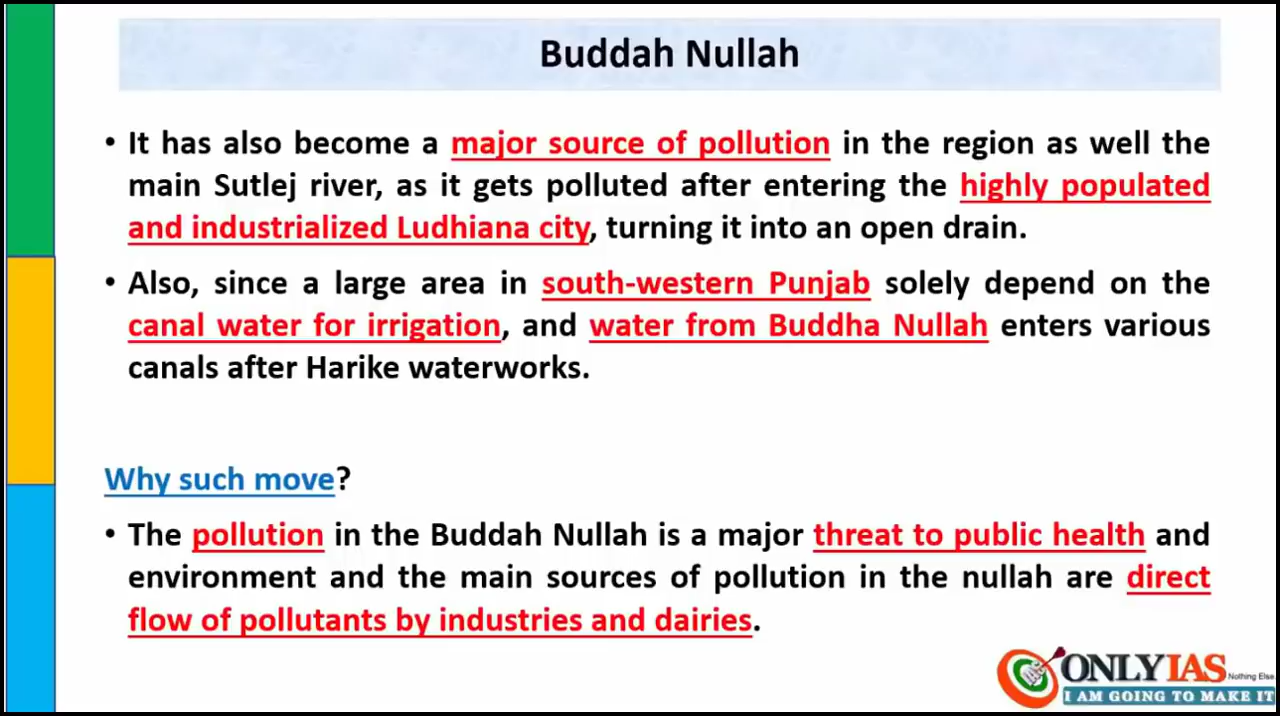 Buddah Nullah
• It has also become a major source of pollution in the region as well the
main Sutlej river, as it gets polluted after entering the highly populated
and industrialized Ludhiana city, turning it into an open drain.
• Also, since a large area in south-western Punjab solely depend on the
canal water for irrigation, and water from Buddha Nullah enters various
canals after Harike waterworks.
Why such move?
• The pollution in the Buddah Nullah is a major threat to public health and
environment and the main sources of pollution in the nullah are direct
flow of pollutants by industries and dairies.
ONLYIAS Nothing Else.
I AM GOING TO MAKE IT